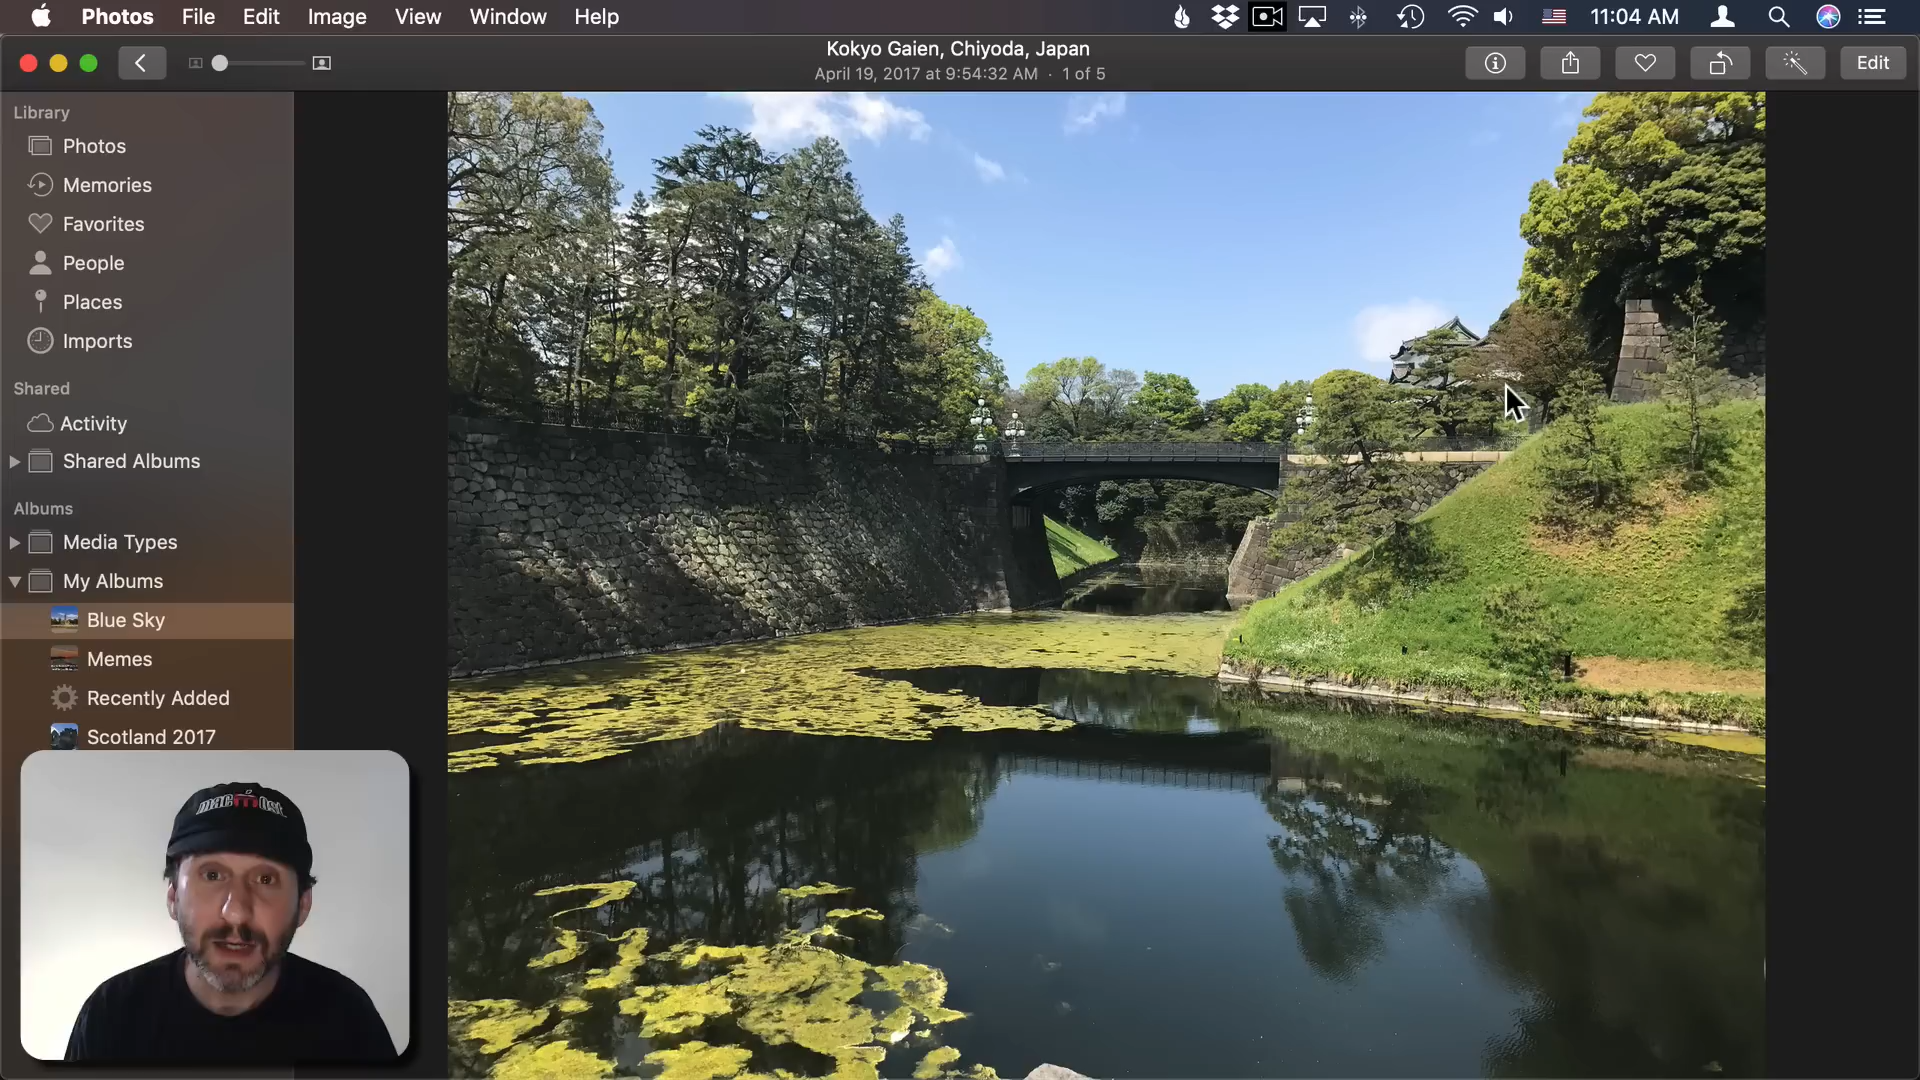 Photos File Edit Image View Window Help 11:04 AM
Kokyo Gaien, Chiyoda, Japan
April 19, 2017 at 9:54:32 AM · 1 of 5
Edit
Library
Photos
Memories
Favorites
People
Places
Imports
Shared
Activity
Shared Albums
Albums
Media Types
My Albums
Blue Sky
Memes
Recently Added
Scotland 2017
macmost